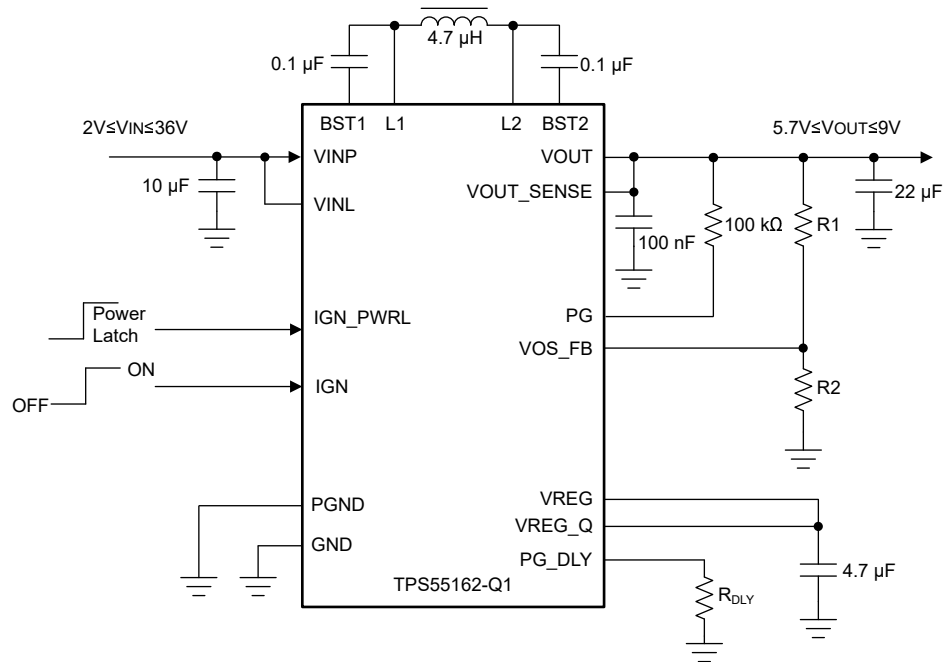 4.7 µH
0.1 µF
0.1 µF
BST1 L1 L2 BST2
2V≤VIN≤36V
5.7V≤VOUT≤9V
VINP
VOUT
10 µF
VINL
VOUT_SENSE
22 µF
100 nF
100 kΩ
R1
Power
Latch
IGN_PWRL
PG
VOS_FB
ON
OFF
IGN
R2
PGND
VREG
VREG_Q
GND
PG_DLY
4.7 µF
TPS55162-Q1
RDLY